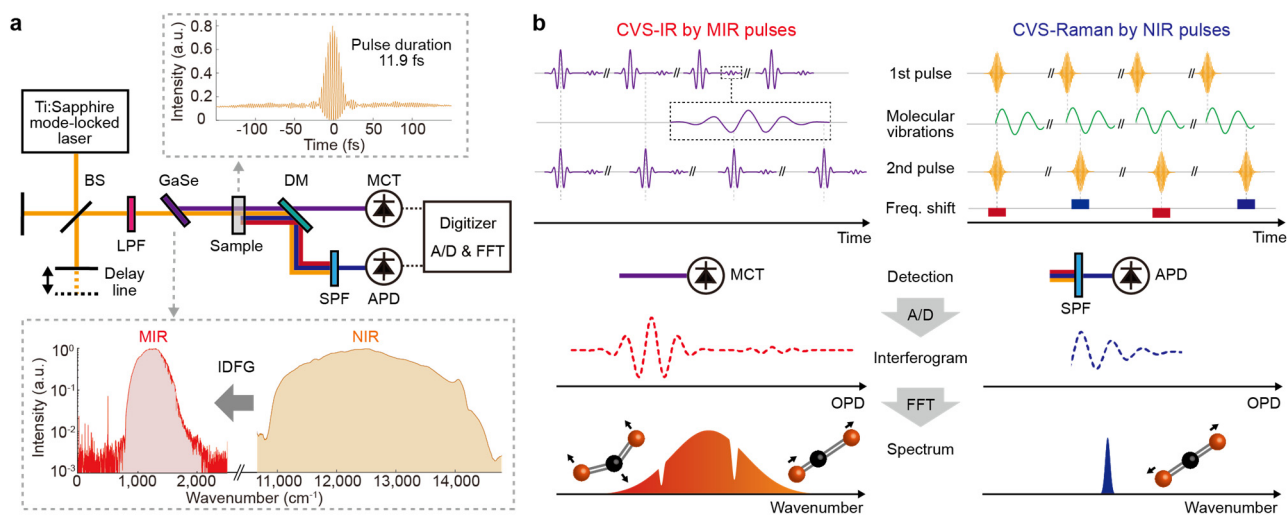 a
Intensity (a.u.)
0.8
0.6
0.4
0.2
0
Pulse duration
11.9 fs
-100
-50
0
50
100
Time (fs)
Ti:Sapphire
mode-locked
laser
BS
GaSe
DM
MCT
LPF
Sample
Digitizer
A/D & FFT
Delay
line
SPF
APD
MIR
NIR
IDFG
Intensity (a.u.)
10⁰
10⁻¹
10⁻²
10⁻³
0
1,000
2,000
11,000
12,000
13,000
14,000
Wavenumber (cm⁻¹)
b
CVS-IR by MIR pulses
CVS-Raman by NIR pulses
1st pulse
Molecular
vibrations
2nd pulse
Freq. shift
Time
Time
MCT
Detection
APD
SPF
A/D
Interferogram
OPD
OPD
FFT
Spectrum
Wavenumber
Wavenumber